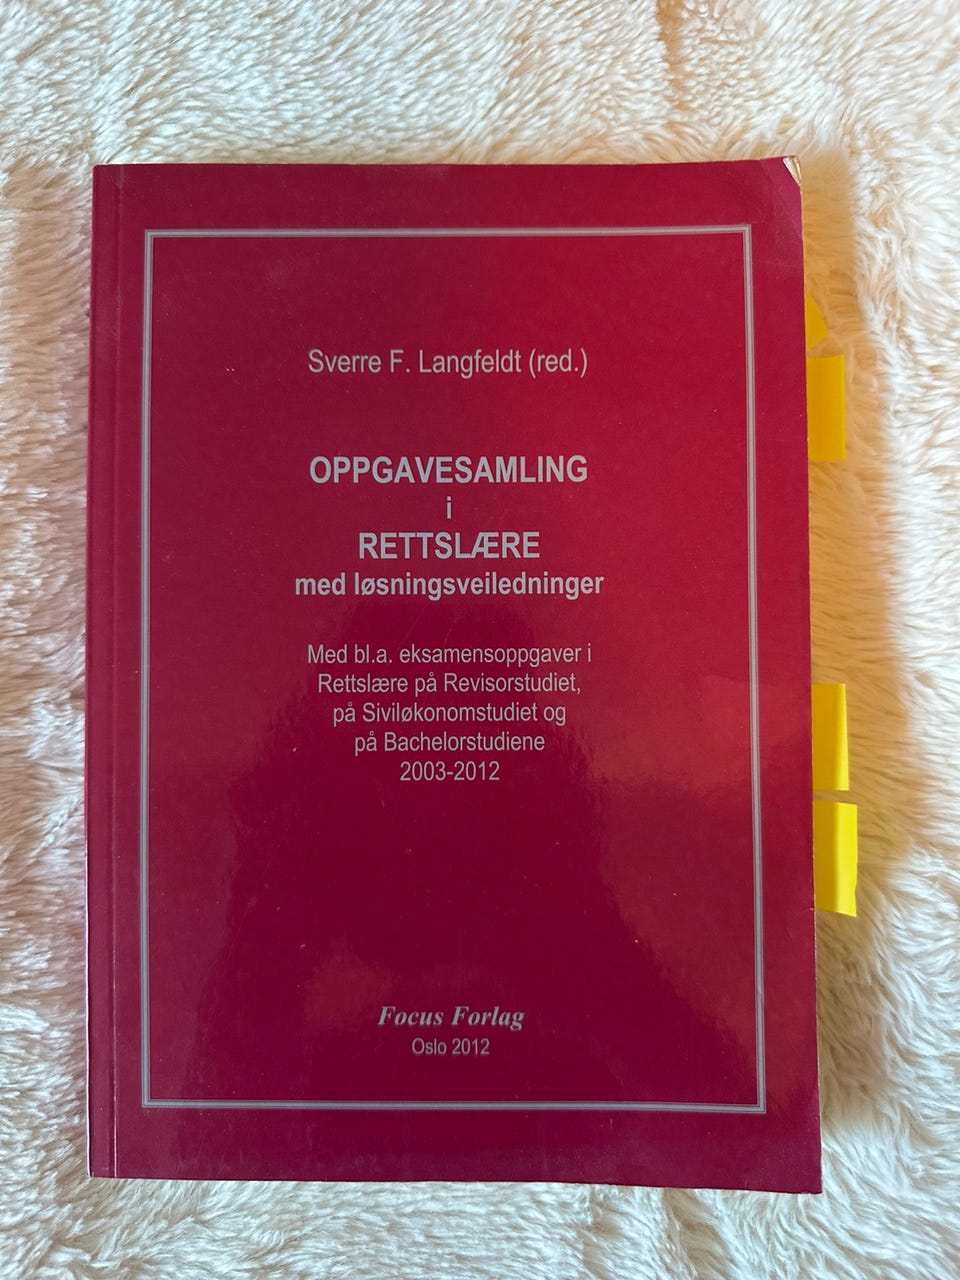 Sverre F. Langfeldt (red.)
OPPGAVESAMLING
i
RETTSLÆRE
med løsningsveiledninger
Med bl.a. eksamensoppgaver i
Rettslære på Revisorstudiet,
på Siviløkonomstudiet og
på Bachelorstudiene
2003-2012
Focus Forlag
Oslo 2012